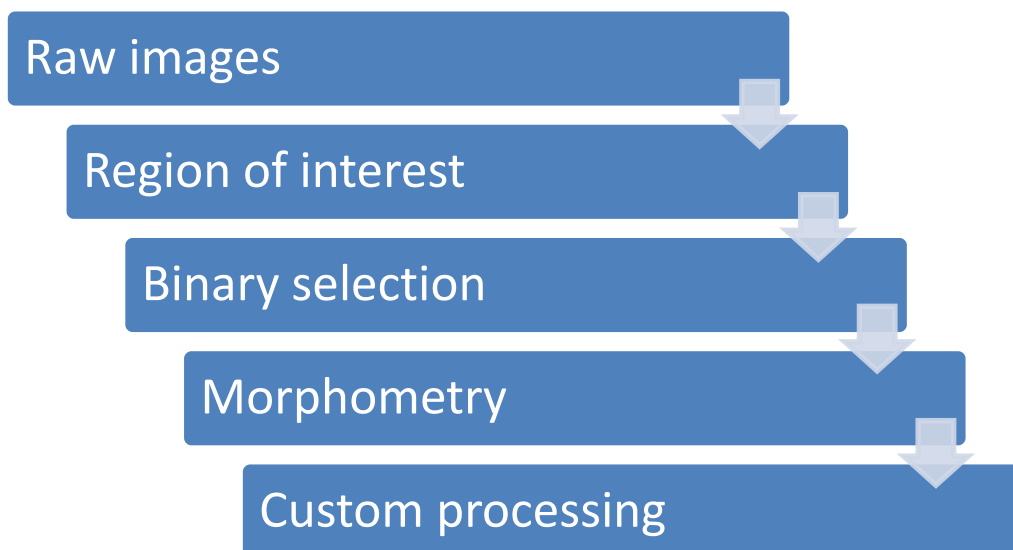 Raw images
Region of interest
Binary selection
Morphometry
Custom processing